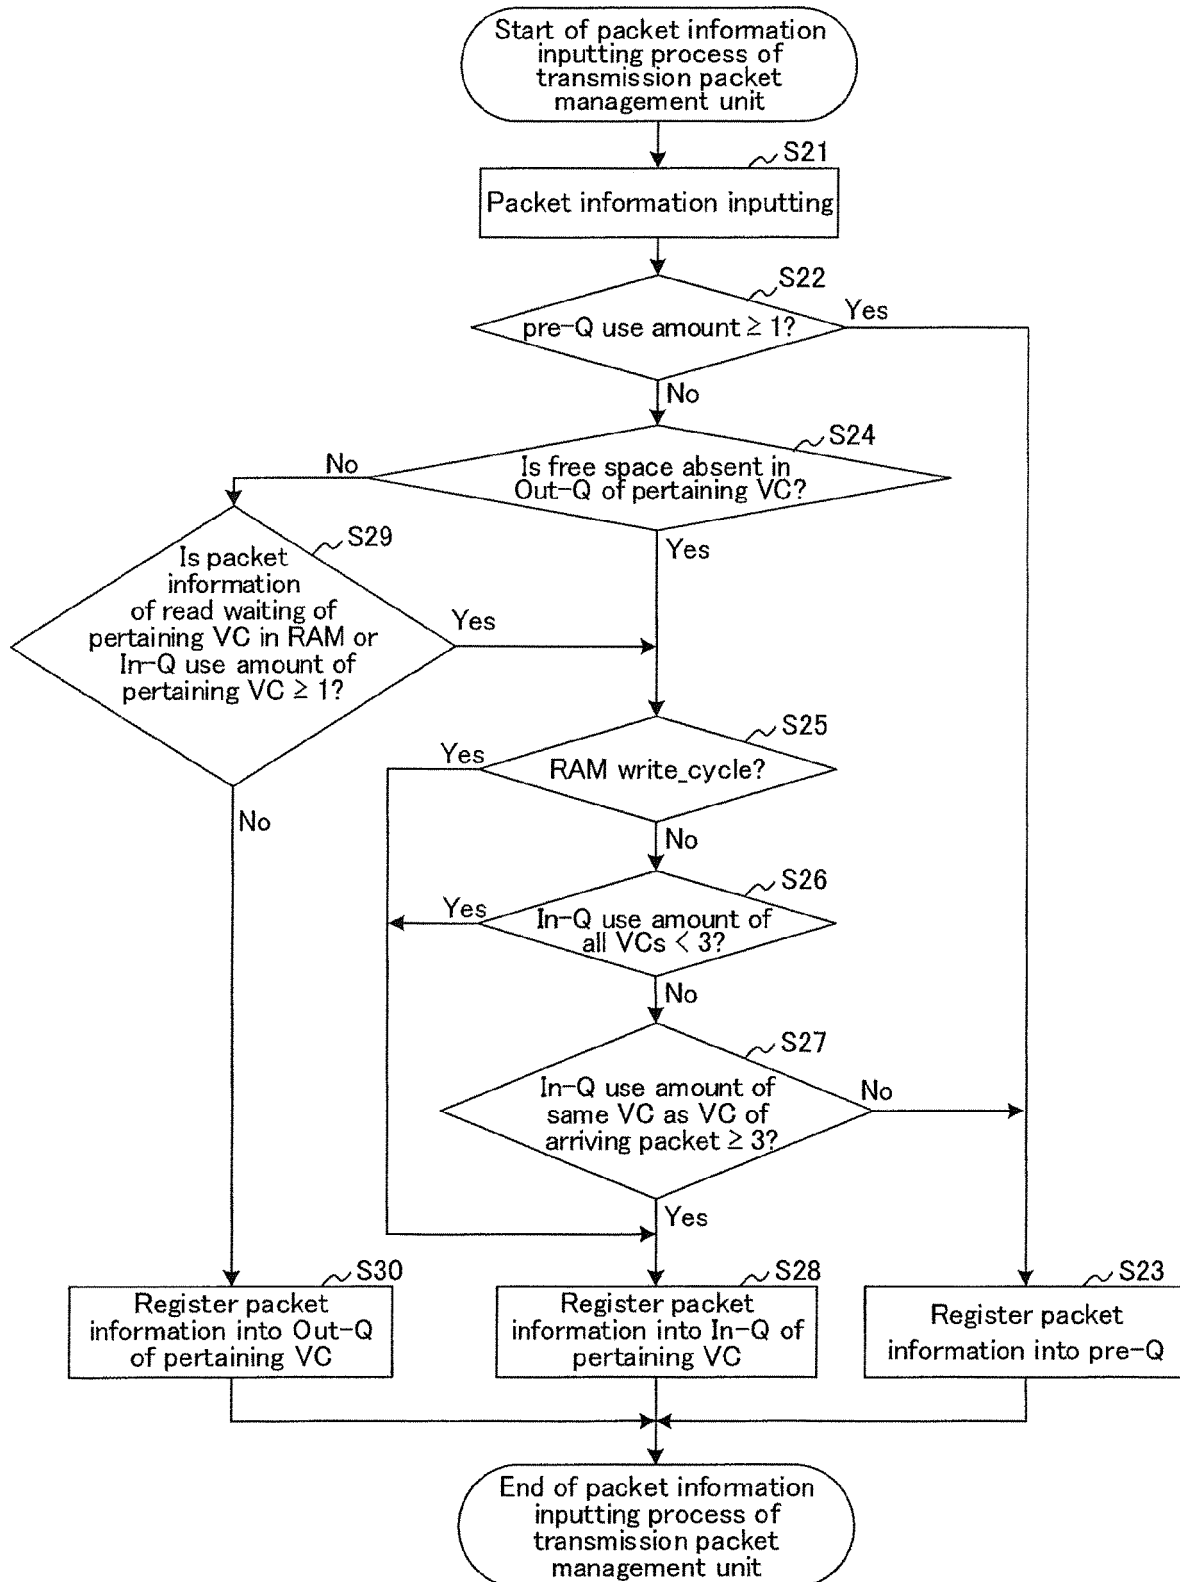 Start of packet information
inputting process of
transmission packet
management unit
S21
Packet information inputting
S22
pre-Q use amount ≥ 1?
Yes
No
S24
Is free space absent in
Out-Q of pertaining VC?
No
Yes
S29
Is packet
information
of read waiting of
pertaining VC in RAM or
In-Q use amount of
pertaining VC ≥ 1?
Yes
No
S25
RAM write_cycle?
Yes
No
S26
In-Q use amount of
all VCs < 3?
Yes
No
S27
In-Q use amount of
same VC as VC of
arriving packet ≥ 3?
No
Yes
S30
Register packet
information into Out-Q
of pertaining VC
S28
Register packet
information into In-Q of
pertaining VC
S23
Register packet
information into pre-Q
End of packet information
inputting process of
transmission packet
management unit